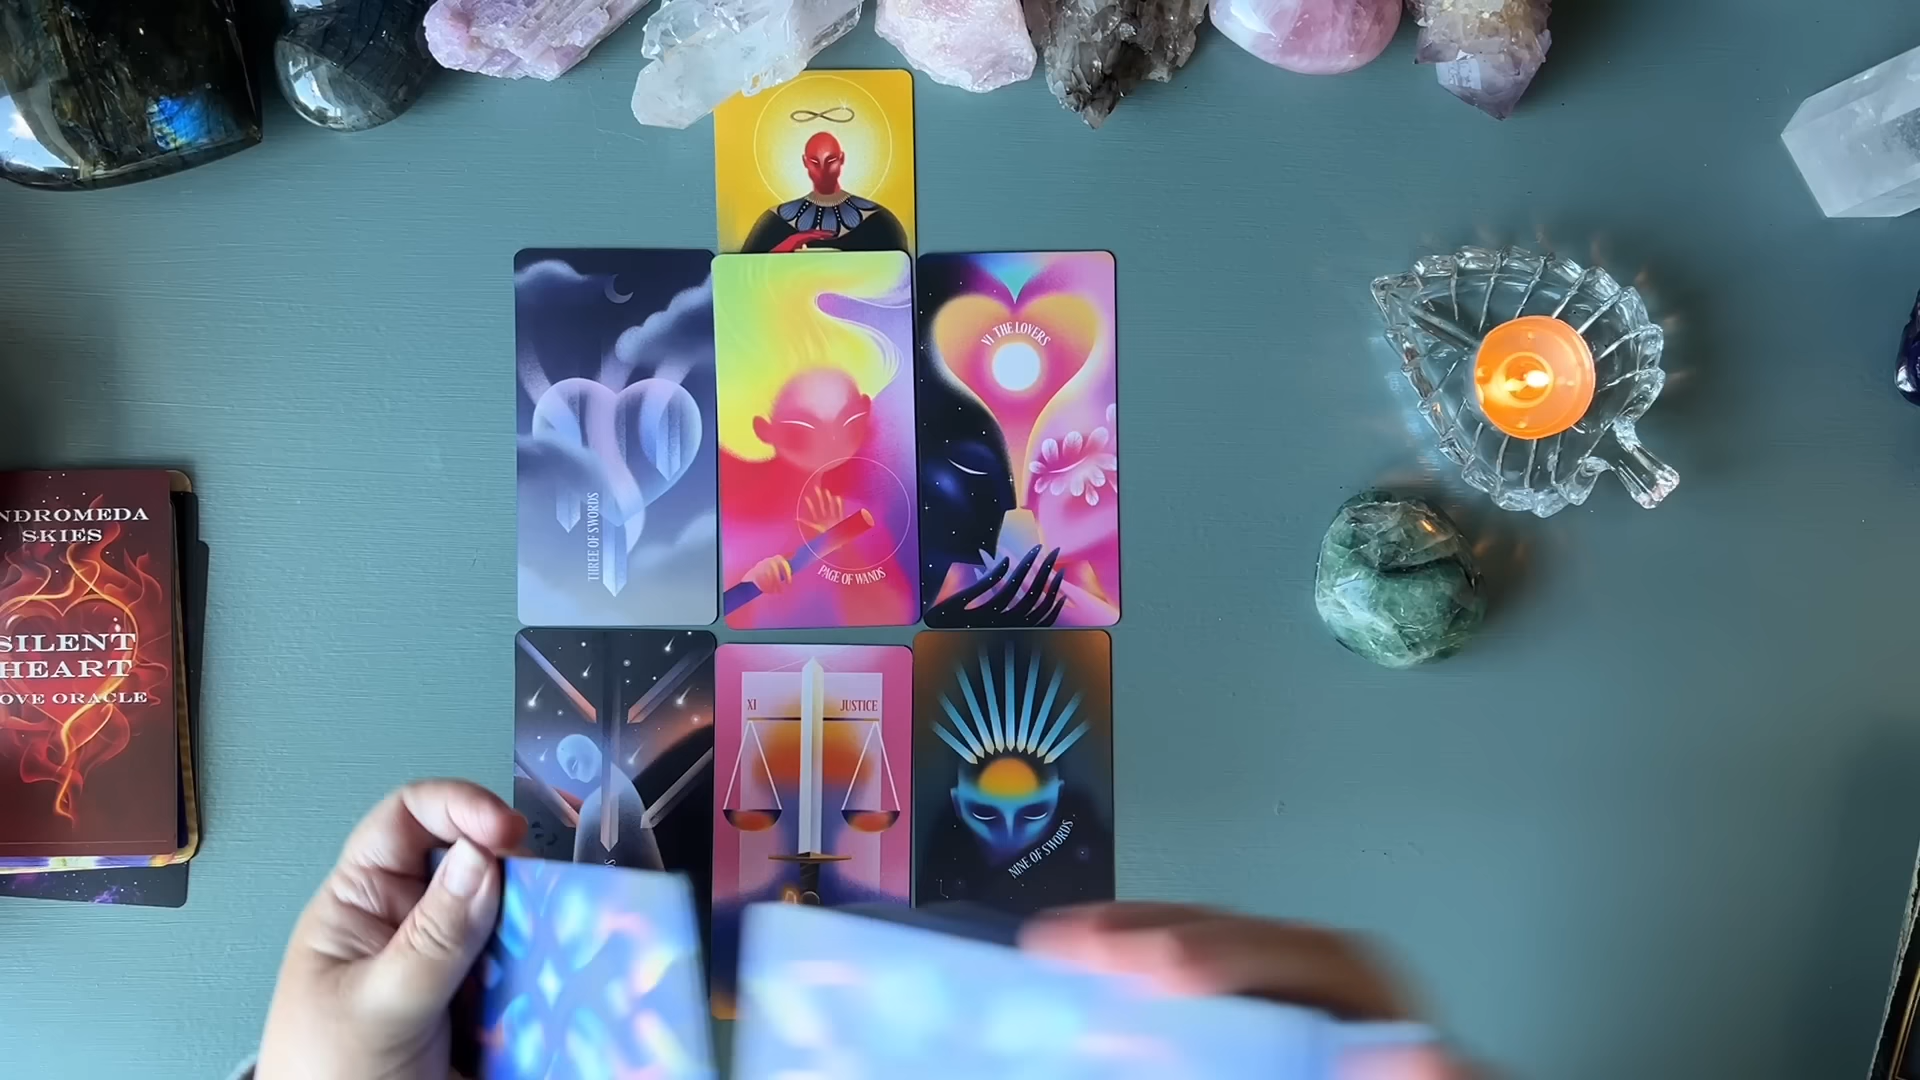 NDROMEDA
SKIES
SILENT
HEART
OVE ORACLE
THREE OF SWORDS
PAGE OF WANDS
VI THE LOVERS
S
XI JUSTICE
NINE OF SWORDS